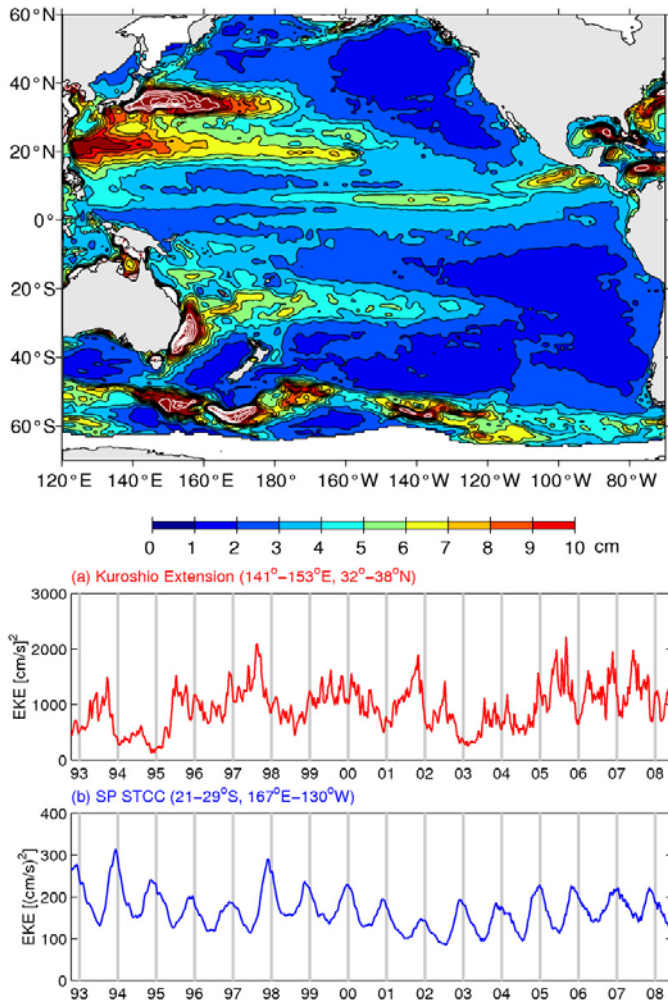 60°N
40°N
20°N
0°
20°S
40°S
60°S
120°E 140°E 160°E 180° 160°W 140°W 120°W 100°W 80°W
0 1 2 3 4 5 6 7 8 9 10 cm
(a) Kuroshio Extension (141°−153°E, 32°−38°N)
EKE [cm/s]²
3000
2000
1000
0
93 94 95 96 97 98 99 00 01 02 03 04 05 06 07 08
(b) SP STCC (21−29°S, 167°E−130°W)
EKE [(cm/s)²]
400
300
200
100
0
93 94 95 96 97 98 99 00 01 02 03 04 05 06 07 08